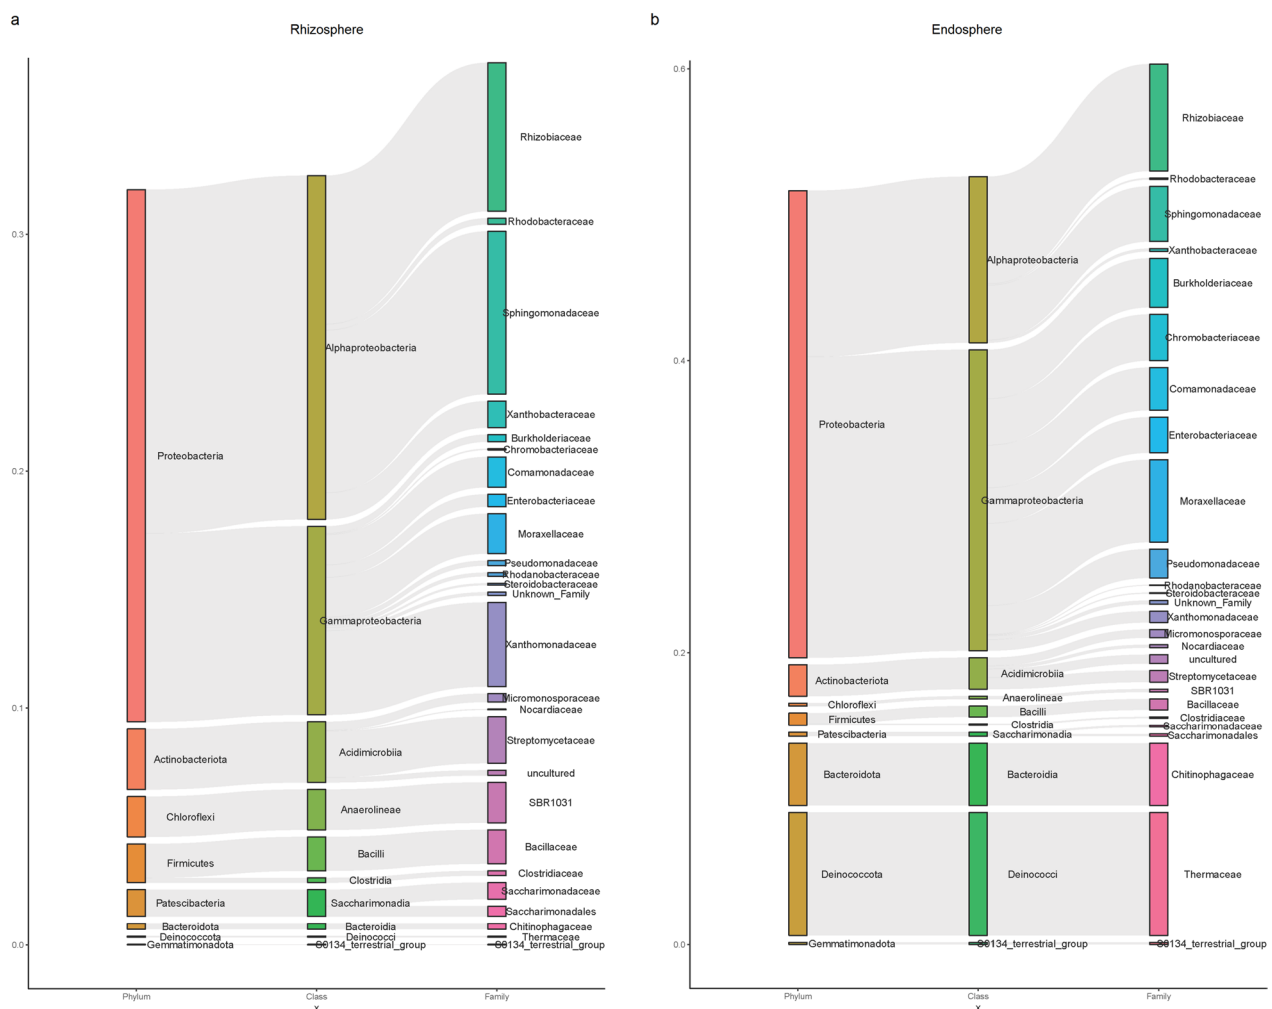 a
Rhizosphere
0.3
0.2
0.1
0.0
Proteobacteria
Actinobacteriota
Chloroflexi
Firmicutes
Patescibacteria
Bacteroidota
Deinococcota
Gemmatimonadota
Alphaproteobacteria
Gammaproteobacteria
Acidimicrobiia
Anaerolineae
Bacilli
Clostridia
Saccharimonadia
Bacteroidia
Deinococci
S0134_terrestrial_group
Rhizobiaceae
Rhodobacteraceae
Sphingomonadaceae
Xanthobacteraceae
Burkholderiaceae
Chromobacteriaceae
Comamonadaceae
Enterobacteriaceae
Moraxellaceae
Pseudomonadaceae
Rhodanobacteraceae
Steroidobacteraceae
Unknown_Family
Xanthomonadaceae
Micromonosporaceae
Nocardiaceae
Streptomycetaceae
uncultured
SBR1031
Bacillaceae
Clostridiaceae
Saccharimonadaceae
Saccharimonadales
Chitinophagaceae
Thermaceae
S0134_terrestrial_group
Phylum
Class
Family
x
b
Endosphere
0.6
0.4
0.2
0.0
Proteobacteria
Actinobacteriota
Chloroflexi
Firmicutes
Patescibacteria
Bacteroidota
Deinococcota
Gemmatimonadota
Alphaproteobacteria
Gammaproteobacteria
Acidimicrobiia
Anaerolineae
Bacilli
Clostridia
Saccharimonadia
Bacteroidia
Deinococci
S0134_terrestrial_group
Rhizobiaceae
Rhodobacteraceae
Sphingomonadaceae
Xanthobacteraceae
Burkholderiaceae
Chromobacteriaceae
Comamonadaceae
Enterobacteriaceae
Moraxellaceae
Pseudomonadaceae
Rhodanobacteraceae
Steroidobacteraceae
Unknown_Family
Xanthomonadaceae
Micromonosporaceae
Nocardiaceae
uncultured
Streptomycetaceae
SBR1031
Bacillaceae
Clostridiaceae
Saccharimonadaceae
Saccharimonadales
Chitinophagaceae
Thermaceae
S0134_terrestrial_group
Phylum
Class
Family
x